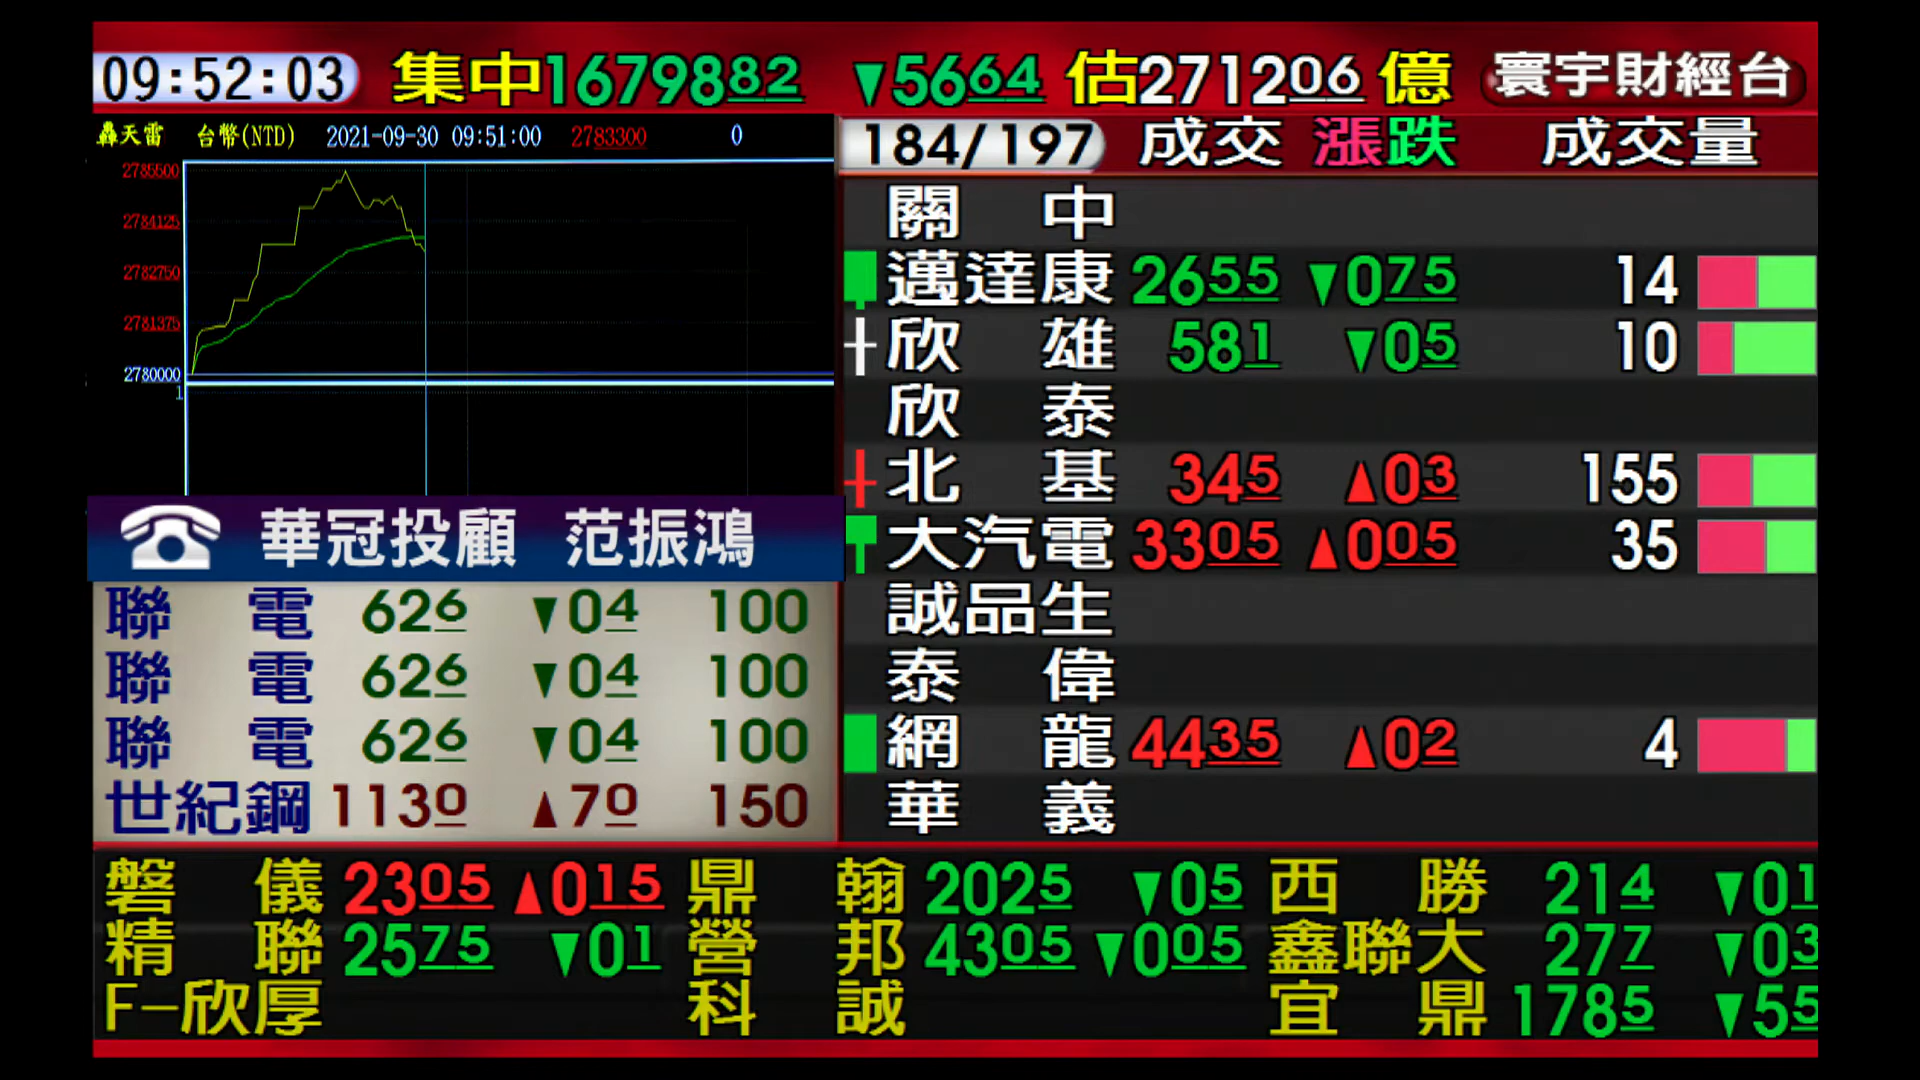 09:52:03 集中1679882 ▼5664 估271206億 寰宇財經台
轟天雷 台幣(NTD) 2021-09-30 09:51:00 2783300 0
2785500
2784125
2782750
2781375
2780000
1
華冠投顧 范振鴻
聯電 626 ▼04 100
聯電 626 ▼04 100
聯電 626 ▼04 100
世紀鋼 1130 ▲70 150
184/197 成交 漲跌 成交量
關中
邁達康 2655 ▼075 14
欣雄 581 ▼05 10
欣泰
北基 345 ▲03 155
大汽電 3305 ▲005 35
誠品生
泰偉
網龍 4435 ▲02 4
華義
磐儀 2305 ▲015 鼎翰 2025 ▼05 西勝 214 ▼01
精聯 2575 ▼01 營邦 4305 ▼005 鑫聯大 277 ▼03
F-欣厚 科誠 宜鼎 1785 ▼55